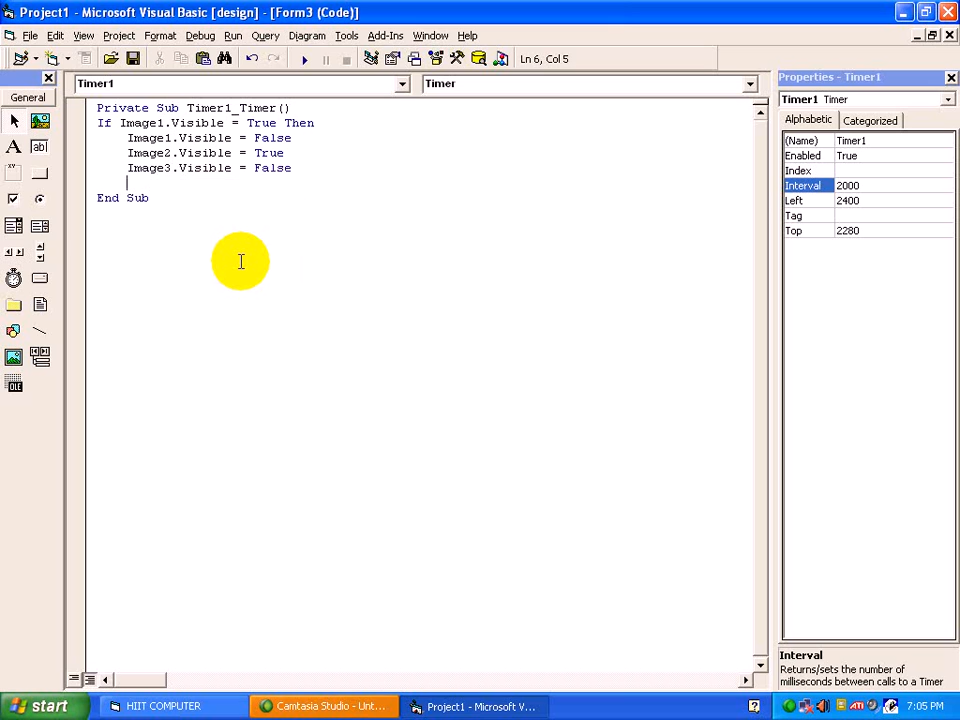 Project1 - Microsoft Visual Basic [design] - [Form3 (Code)]
File Edit View Project Format Debug Run Query Diagram Tools Add-Ins Window Help
Ln 6, Col 5
General
Timer1
Timer
Private Sub Timer1_Timer()
If Image1.Visible = True Then
Image1.Visible = False
Image2.Visible = True
Image3.Visible = False
End Sub
Properties - Timer1
Timer1 Timer
Alphabetic Categorized
(Name) Timer1
Enabled True
Index
Interval 2000
Left 2400
Tag
Top 2280
Interval
Returns/sets the number of
milliseconds between calls to a Timer
start
HIIT COMPUTER
Camtasia Studio - Unt...
Project1 - Microsoft V...
7:05 PM